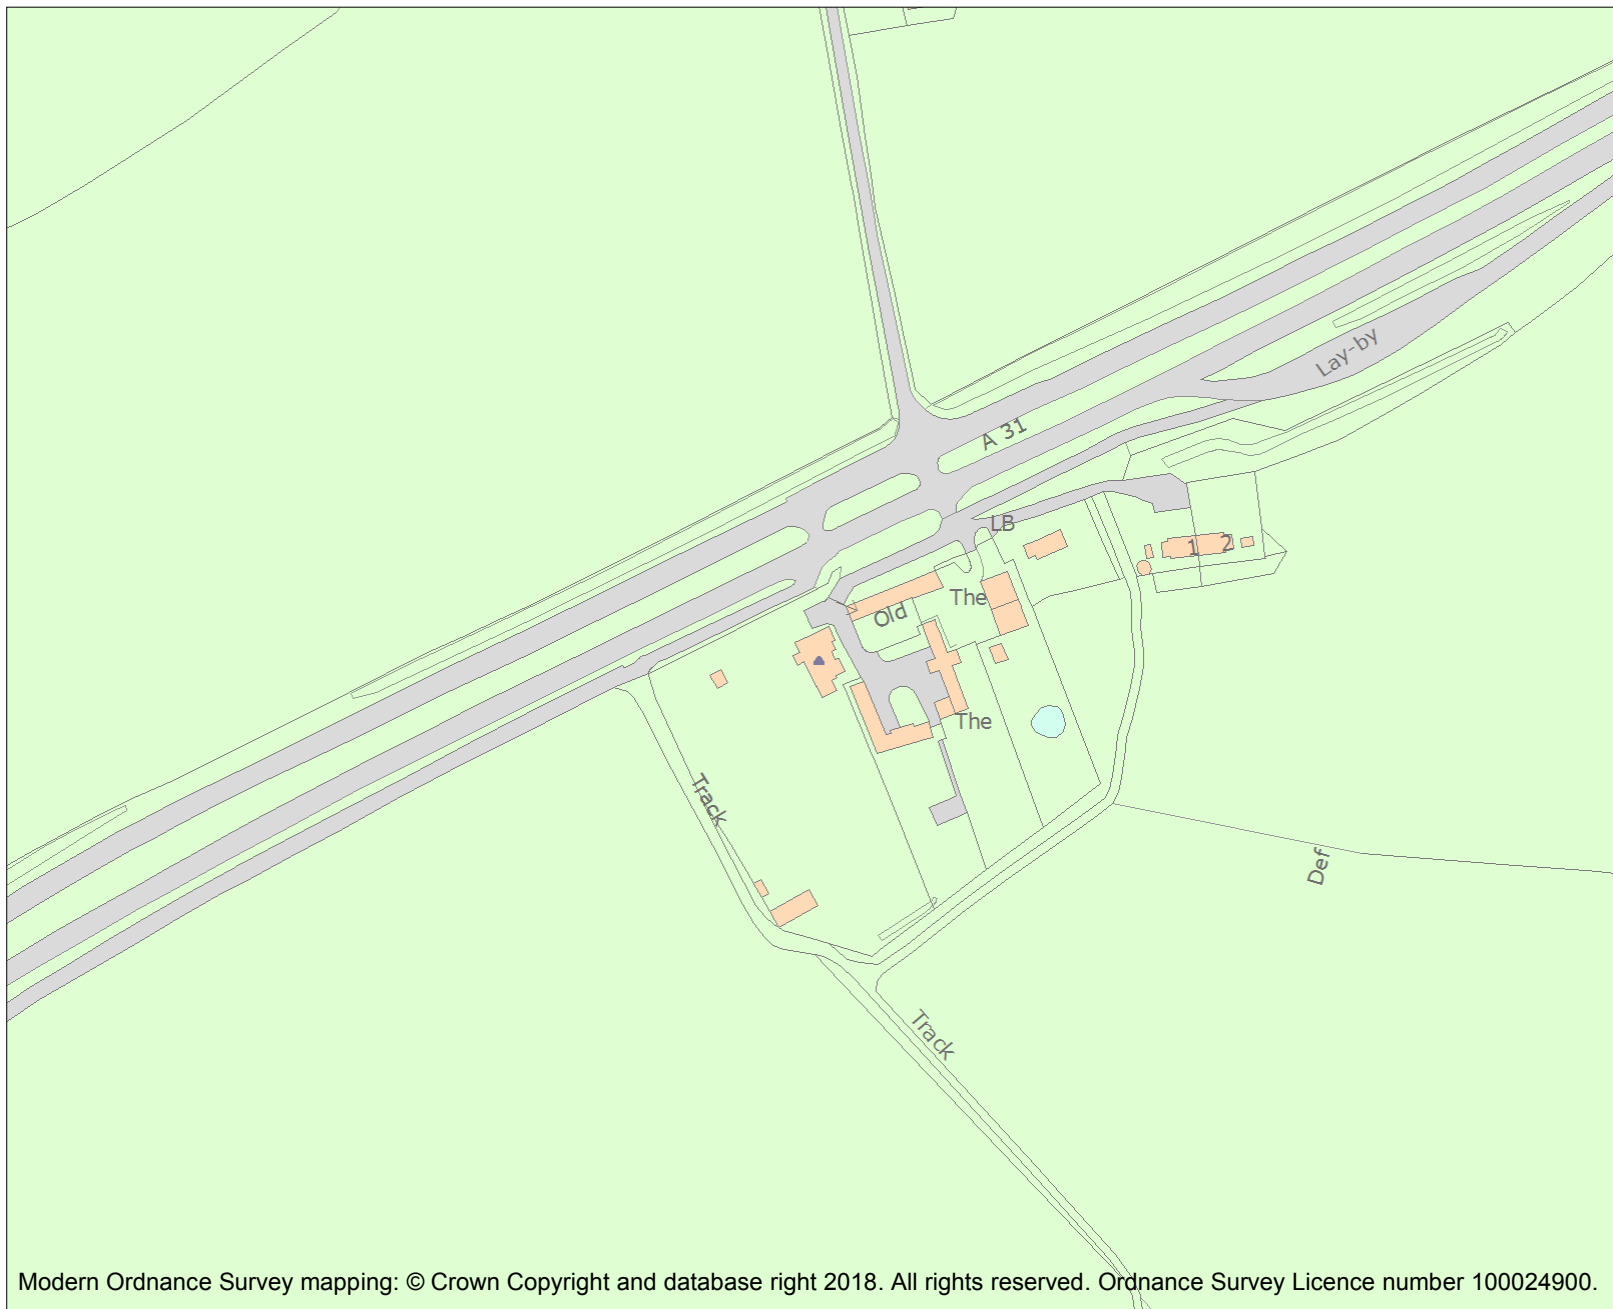 Lay-by
A 31
LB
1 2
The
Old
The
Track
Def
Track
Modern Ordnance Survey mapping: © Crown Copyright and database right 2018. All rights reserved. Ordnance Survey Licence number 100024900.